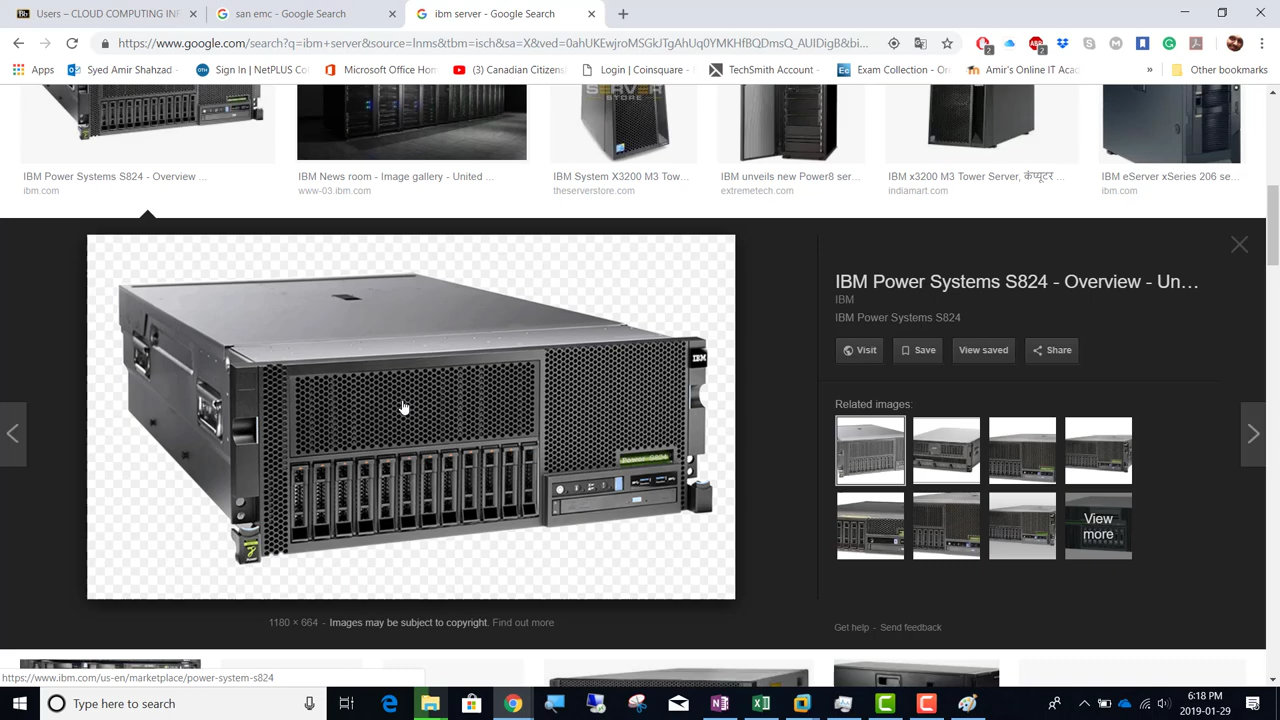 Users – CLOUD COMPUTING INF
san emc - Google Search
ibm server - Google Search
https://www.google.com/search?q=ibm+server&source=lnms&tbm=isch&sa=X&ved=0ahUKEwjroMSGkJTgAhUq0YMKHfBQDmsQ_AUIDigB&bi...
Apps
Syed Amir Shahzad -
Sign In | NetPLUS Col
Microsoft Office Hom
(3) Canadian Citizens
Login | Coinsquare -
TechSmith Account -
Exam Collection - Or
Amir's Online IT Aca
»
Other bookmarks
SERVER
STORE
IBM Power Systems S824 - Overview ...
ibm.com
IBM News room - Image gallery - United ...
www-03.ibm.com
IBM System X3200 M3 Tow...
theserverstore.com
IBM unveils new Power8 ser...
extremetech.com
IBM x3200 M3 Tower Server, कंप्यूटर ...
indiamart.com
IBM eServer xSeries 206 se...
ibm.com
IBM
Power S824
IBM Power Systems S824 - Overview - Un...
IBM
IBM Power Systems S824
Visit
Save
View saved
Share
Related images:
View
more
1180 × 664 - Images may be subject to copyright. Find out more
Get help - Send feedback
https://www.ibm.com/us-en/marketplace/power-system-s824
Type here to search
6:18 PM
2019-01-29